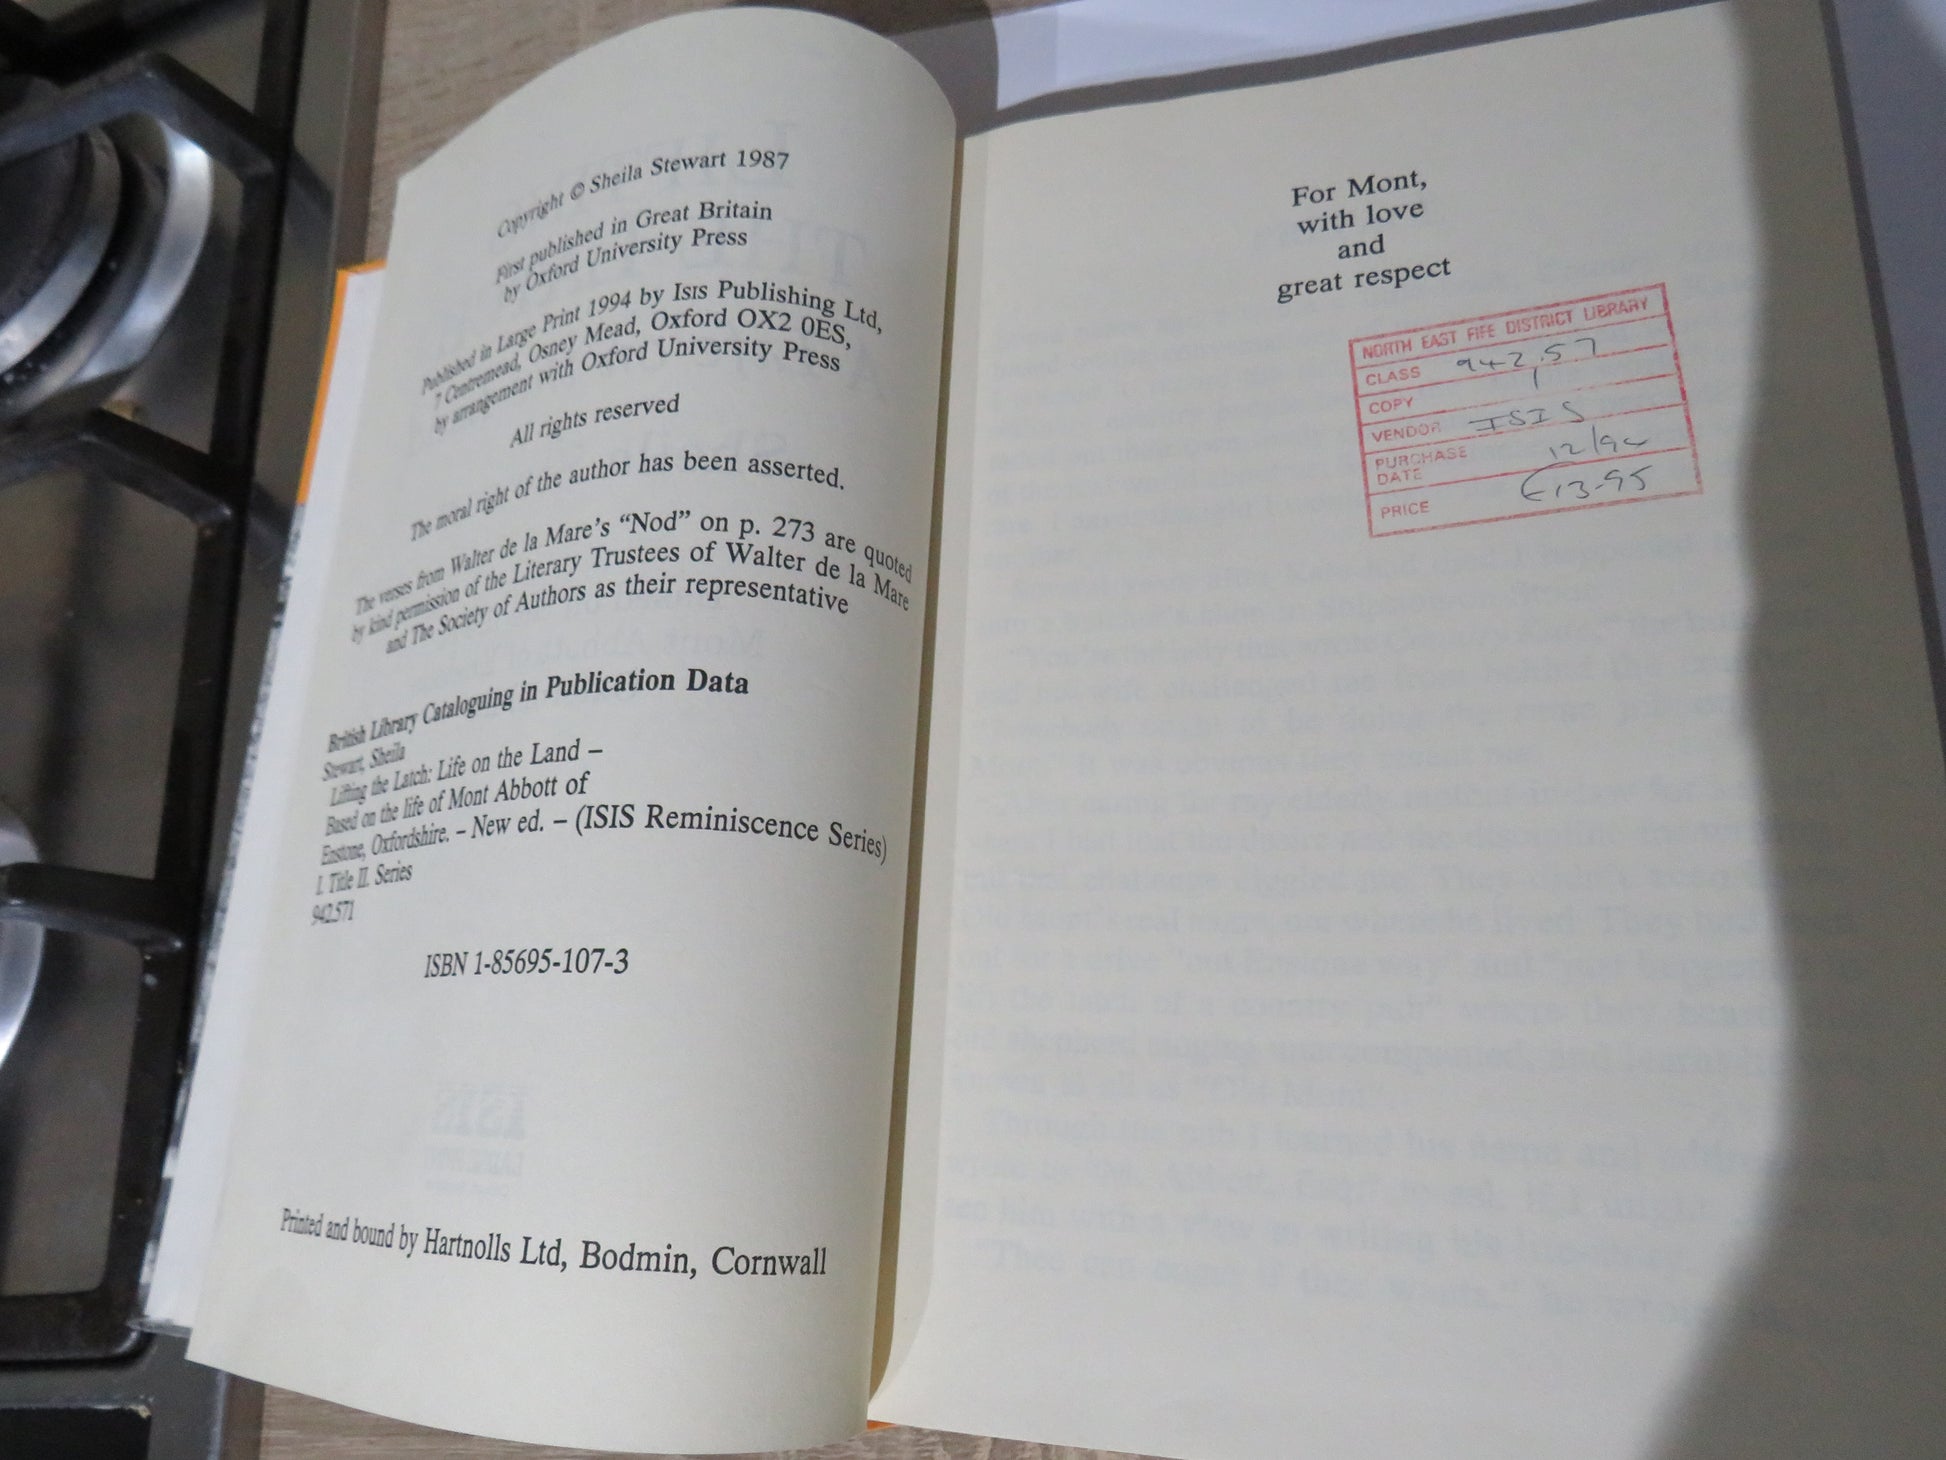 Copyright © Sheila Stewart 1987
First published in Great Britain
by Oxford University Press
Published in Large Print 1994 by ISIS Publishing Ltd,
7 Centremead, Osney Mead, Oxford OX2 0ES,
by arrangement with Oxford University Press
All rights reserved
The moral right of the author has been asserted.
The verses from Walter de la Mare's “Nod” on p. 273 are quoted
by kind permission of the Literary Trustees of Walter de la Mare
and The Society of Authors as their representative
British Library Cataloguing in Publication Data
Stewart, Sheila
Lifting the Latch: Life on the Land –
Based on the life of Mont Abbott of
Enstone, Oxfordshire. – New ed. – (ISIS Reminiscence Series)
I. Title II. Series
942.571
ISBN 1-85695-107-3
Printed and bound by Hartnolls Ltd, Bodmin, Cornwall
For Mont,
with love
and
great respect
NORTH EAST FIFE DISTRICT LIBRARY
CLASS 942.57
COPY 1
VENDOR ISIS
PURCHASE DATE 12/94
PRICE £13-95